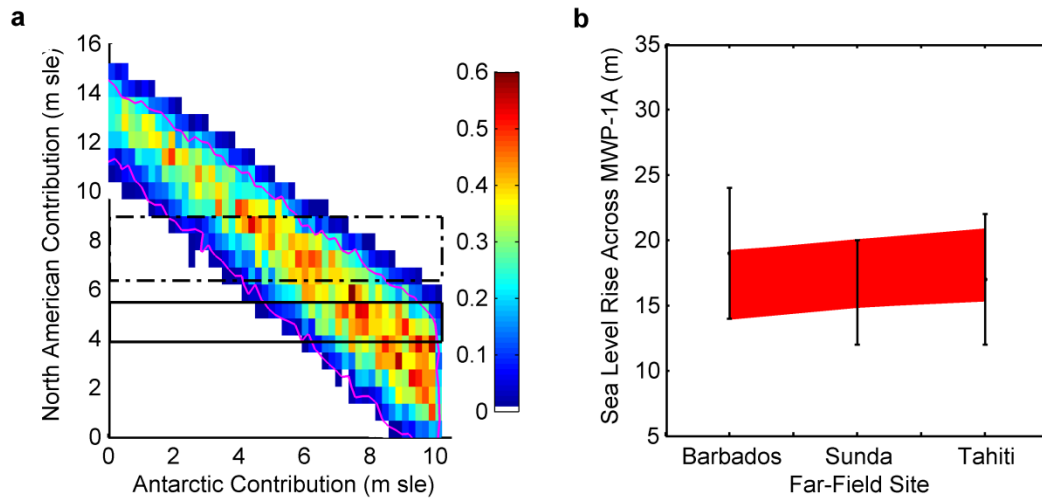 a
North American Contribution (m sle)
16
14
12
10
8
6
4
2
0
0 2 4 6 8 10
Antarctic Contribution (m sle)
0.6
0.5
0.4
0.3
0.2
0.1
0
b
Sea Level Rise Across MWP-1A (m)
35
30
25
20
15
10
5
Barbados Sunda Tahiti
Far-Field Site